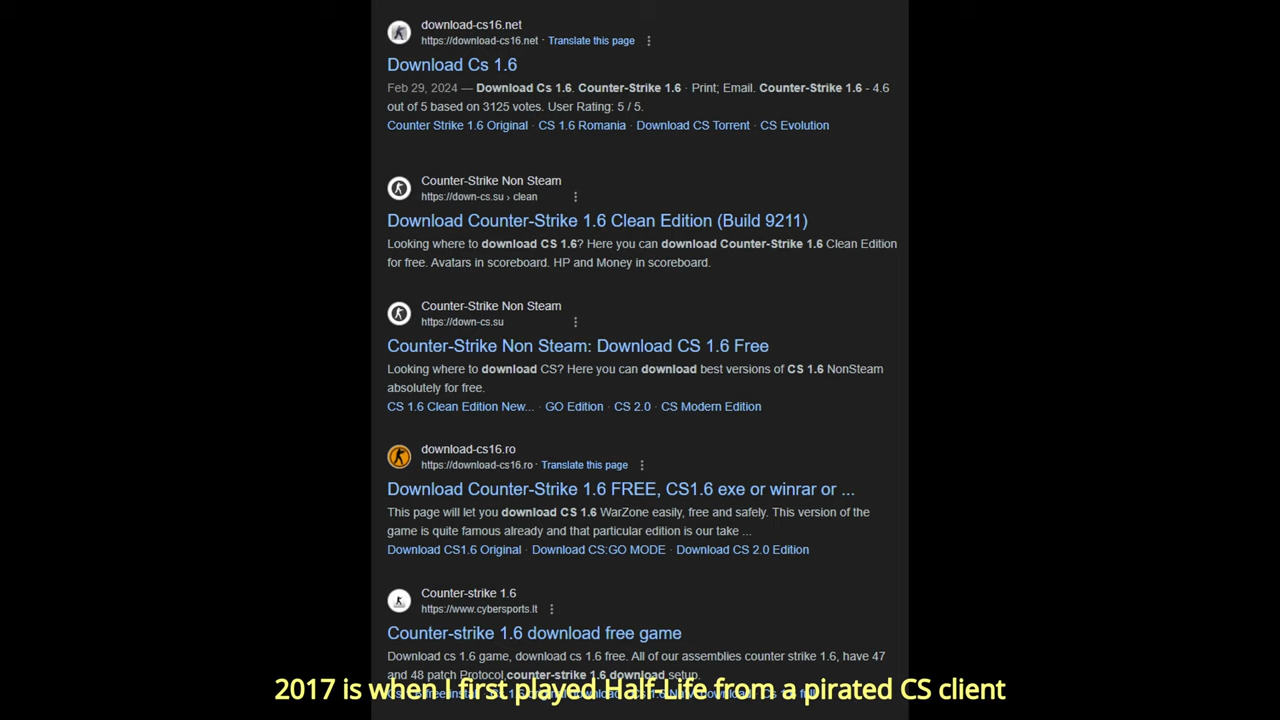 download-cs16.net
https://download-cs16.net · Translate this page
Download Cs 1.6
Feb 29, 2024 — Download Cs 1.6. Counter-Strike 1.6 · Print; Email. Counter-Strike 1.6 - 4.6
out of 5 based on 3125 votes. User Rating: 5 / 5.
Counter Strike 1.6 Original · CS 1.6 Romania · Download CS Torrent · CS Evolution
Counter-Strike Non Steam
https://down-cs.su › clean
Download Counter-Strike 1.6 Clean Edition (Build 9211)
Looking where to download CS 1.6? Here you can download Counter-Strike 1.6 Clean Edition
for free. Avatars in scoreboard. HP and Money in scoreboard.
Counter-Strike Non Steam
https://down-cs.su
Counter-Strike Non Steam: Download CS 1.6 Free
Looking where to download CS? Here you can download best versions of CS 1.6 NonSteam
absolutely for free.
CS 1.6 Clean Edition New... · GO Edition · CS 2.0 · CS Modern Edition
download-cs16.ro
https://download-cs16.ro · Translate this page
Download Counter-Strike 1.6 FREE, CS1.6 exe or winrar or ...
This page will let you download CS 1.6 WarZone easily, free and safely. This version of the
game is quite famous already and that particular edition is our take ...
Download CS1.6 Original · Download CS:GO MODE · Download CS 2.0 Edition
Counter-strike 1.6
https://www.cybersports.lt
Counter-strike 1.6 download free game
Download cs 1.6 game, download cs 1.6 free. All of our assemblies counter strike 1.6, have 47
and 48 patch Protocol,counter-strike 1.6 download setup.
2017 is when I first played Half-Life from a pirated CS client